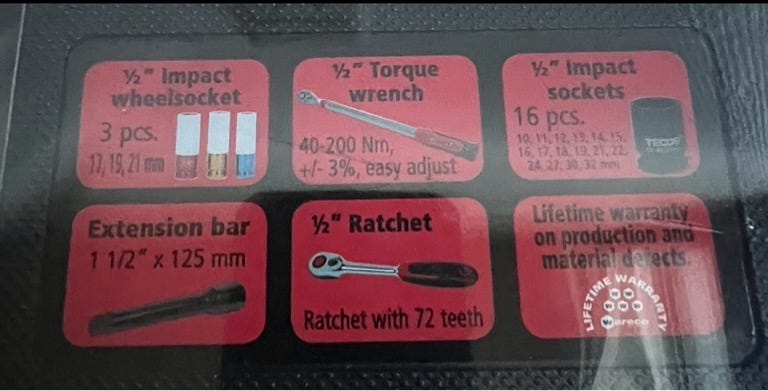 ½" Impact
wheelsocket
3 pcs.
17, 19, 21 mm
½" Torque
wrench
40-200 Nm,
+/- 3%, easy adjust
½" Impact
sockets
16 pcs.
10, 11, 12, 13, 14, 15,
16, 17, 18, 19, 21, 22,
24, 27, 30, 32 mm
TECOS
Extension bar
1 1/2" x 125 mm
½" Ratchet
Ratchet with 72 teeth
Lifetime warranty
on production and
material defects.
LIFETIME WARRANTY